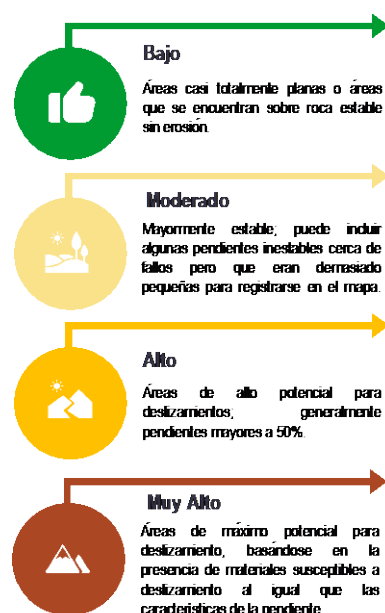 Bajo
Áreas casi totalmente planas o áreas
que se encuentran sobre roca estable
sin erosión.
Moderado
Mayormente estable; puede incluir
algunas pendientes inestables cerca de
fallos pero que eran demasiado
pequeñas para registrarse en el mapa.
Alto
Áreas de alto potencial para
deslizamientos; generalmente
pendientes mayores a 50%.
Muy Alto
Áreas de máximo potencial para
deslizamiento, basándose en la
presencia de materiales susceptibles a
deslizamiento al igual que las
características de la pendiente